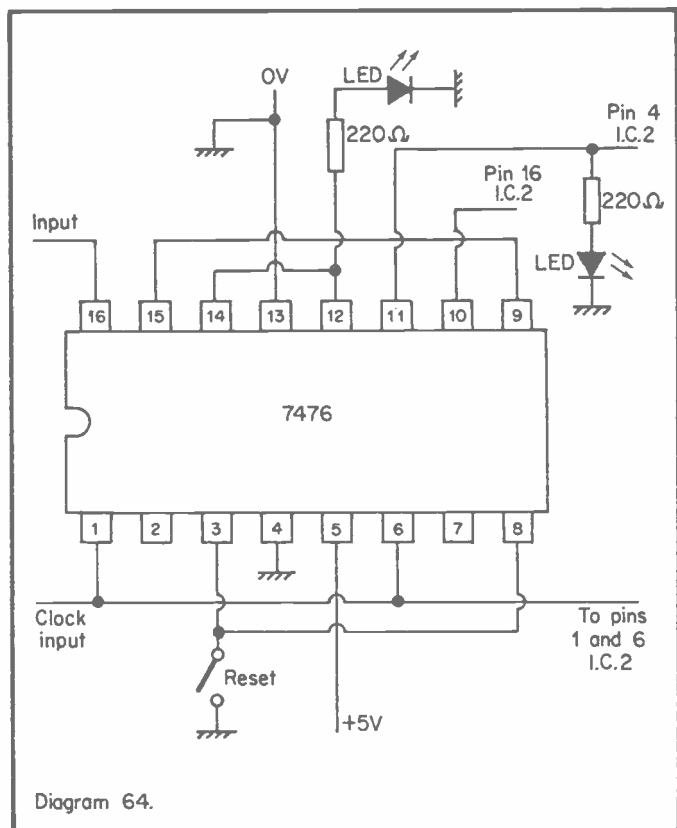 0V
LED
220Ω
Pin 4
I.C.2
Pin 16
I.C.2
220Ω
Input
LED
16 15 14 13 12 11 10 9
7476
1 2 3 4 5 6 7 8
Clock
input
To pins
1 and 6
I.C.2
Reset
+5V
Diagram 64.